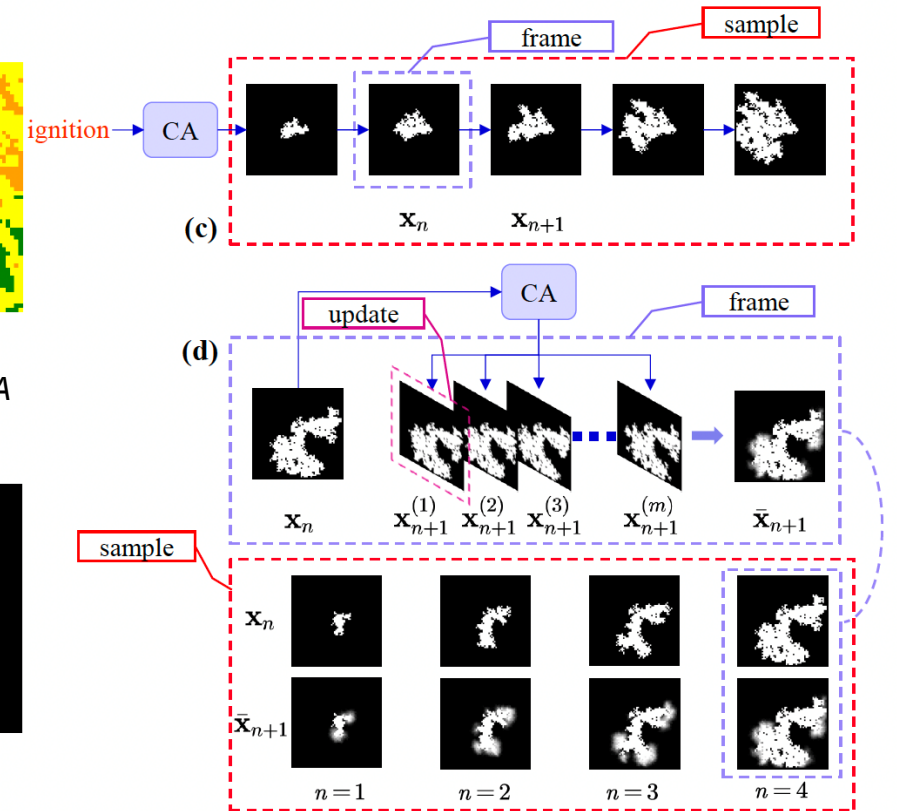 sample
frame
ignition
CA
x_n
x_{n+1}
(c)
CA
update
frame
(d)
A
x_n
x_{n+1}^{(1)} x_{n+1}^{(2)} x_{n+1}^{(3)} x_{n+1}^{(m)}
x̄_{n+1}
sample
x_n
x̄_{n+1}
n = 1 n = 2 n = 3 n = 4